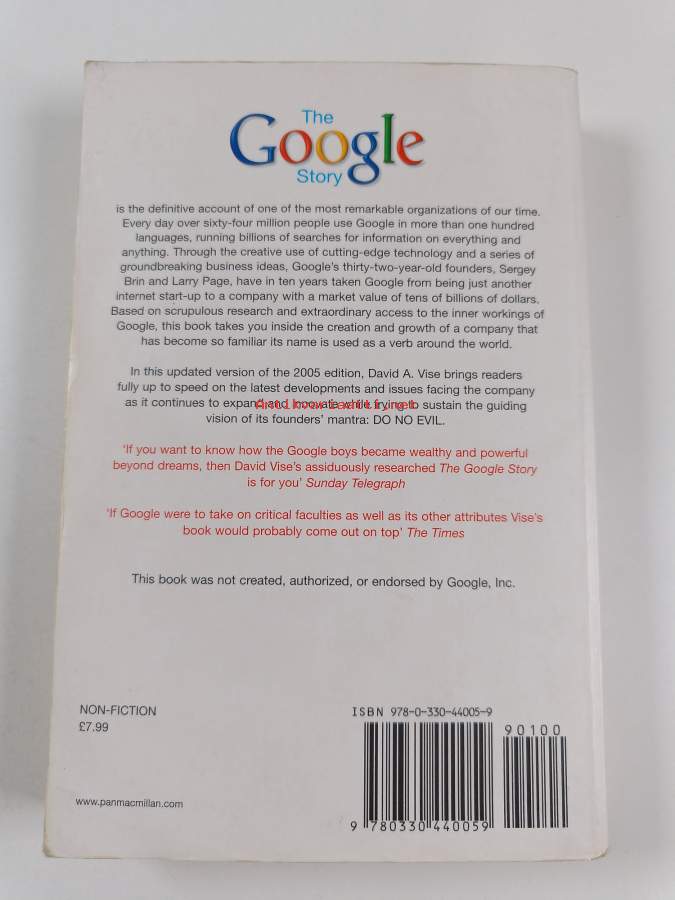 The
Google
Story
is the definitive account of one of the most remarkable organizations of our time.
Every day over sixty-four million people use Google in more than one hundred
languages, running billions of searches for information on everything and
anything. Through the creative use of cutting-edge technology and a series of
groundbreaking business ideas, Google's thirty-two-year-old founders, Sergey
Brin and Larry Page, have in ten years taken Google from being just another
internet start-up to a company with a market value of tens of billions of dollars.
Based on scrupulous research and extraordinary access to the inner workings of
Google, this book takes you inside the creation and growth of a company that
has become so familiar its name is used as a verb around the world.
In this updated version of the 2005 edition, David A. Vise brings readers
fully up to speed on the latest developments and issues facing the company
as it continues to expand and innovate while trying to sustain the guiding
vision of its founders' mantra: DO NO EVIL.
'If you want to know how the Google boys became wealthy and powerful
beyond dreams, then David Vise's assiduously researched The Google Story
is for you' Sunday Telegraph
'If Google were to take on critical faculties as well as its other attributes Vise's
book would probably come out on top' The Times
This book was not created, authorized, or endorsed by Google, Inc.
NON-FICTION
£7.99
www.panmacmillan.com
ISBN 978-0-330-44005-9
90100
9 780330 440059